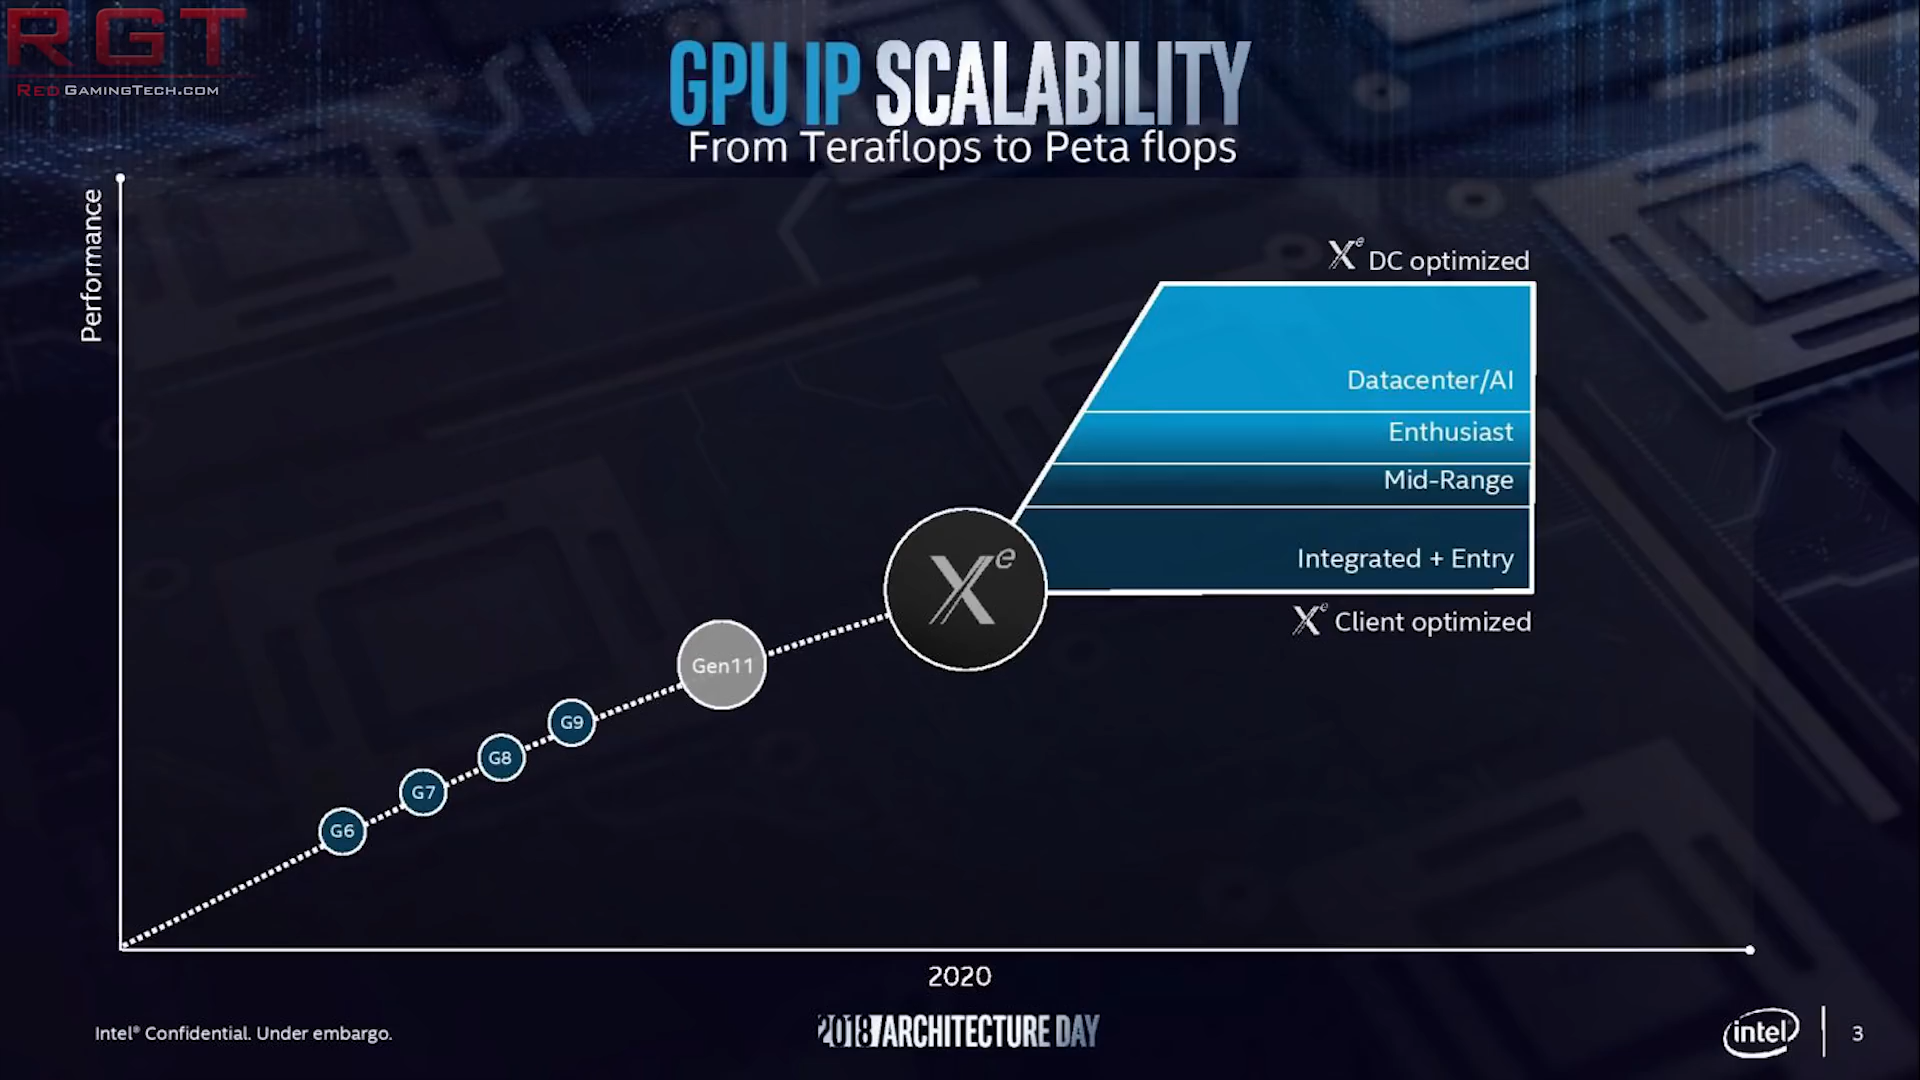 RGT
REDGAMINGTECH.COM
GPU IP SCALABILITY
From Teraflops to Peta flops
Performance
Xe DC optimized
Datacenter/AI
Enthusiast
Mid-Range
Integrated + Entry
Xe Client optimized
Xe
Gen11
G9
G8
G7
G6
2020
Intel® Confidential. Under embargo.
2018 ARCHITECTURE DAY
intel
3